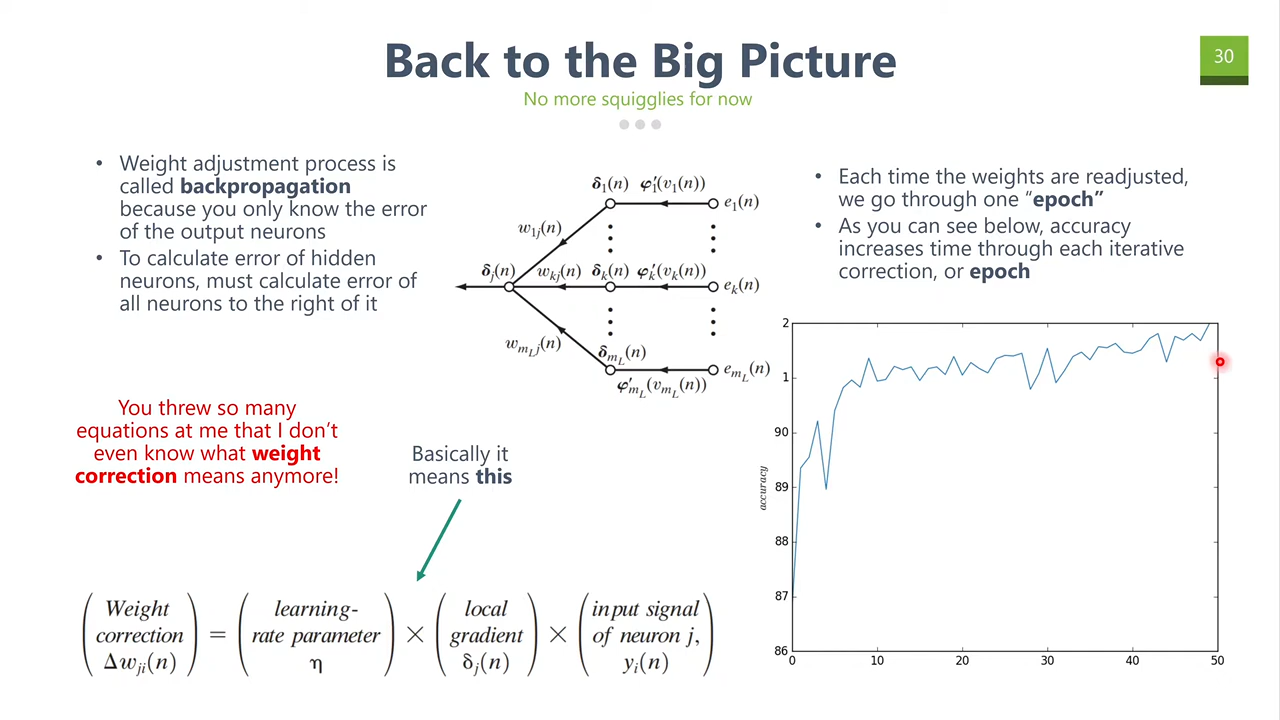 Back to the Big Picture
30
No more squigglies for now
• Weight adjustment process is
called backpropagation
because you only know the error
of the output neurons
• To calculate error of hidden
neurons, must calculate error of
all neurons to the right of it
δ₁(n) φ′₁(v₁(n)) e₁(n)
w₁ⱼ(n)
δⱼ(n) wₖⱼ(n) δₖ(n) φ′ₖ(vₖ(n)) eₖ(n)
w_{m_L j}(n) δ_{m_L}(n)
φ′_{m_L}(v_{m_L}(n)) e_{m_L}(n)
• Each time the weights are readjusted,
we go through one “epoch”
• As you can see below, accuracy
increases time through each iterative
correction, or epoch
You threw so many
equations at me that I don’t
even know what weight
correction means anymore!
Basically it
means this
Weight correction Δwⱼᵢ(n) = learning-rate parameter η × local gradient δⱼ(n) × input signal of neuron j, yᵢ(n)
2
1
90
89
88
87
86
accuracy
0 10 20 30 40 50